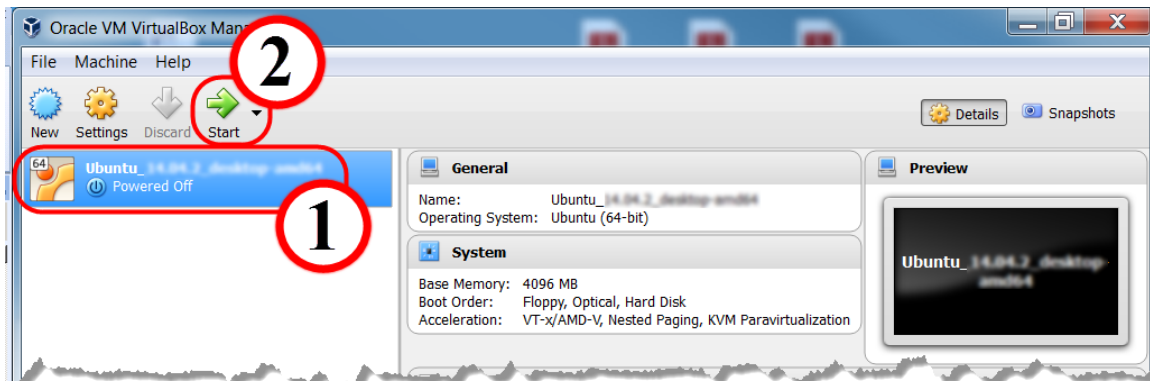 Oracle VM VirtualBox Man
File Machine Help
2
New Settings Discard Start
Details Snapshots
64
Ubuntu_
Powered Off
1
General
Name: Ubuntu_
Operating System: Ubuntu (64-bit)
System
Base Memory: 4096 MB
Boot Order: Floppy, Optical, Hard Disk
Acceleration: VT-x/AMD-V, Nested Paging, KVM Paravirtualization
Preview
Ubuntu_